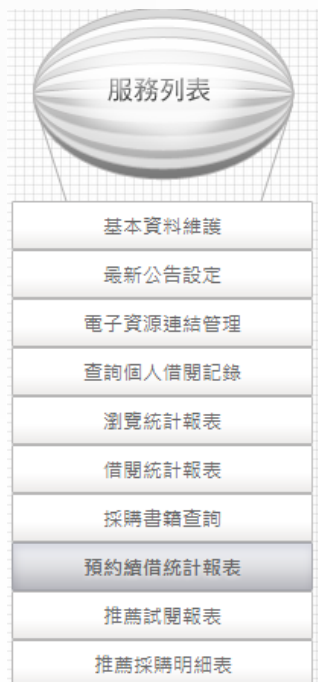 服務列表
基本資料維護
最新公告設定
電子資源連結管理
查詢個人借閱記錄
瀏覽統計報表
借閱統計報表
採購書籍查詢
預約續借統計報表
推薦試閱報表
推薦採購明細表